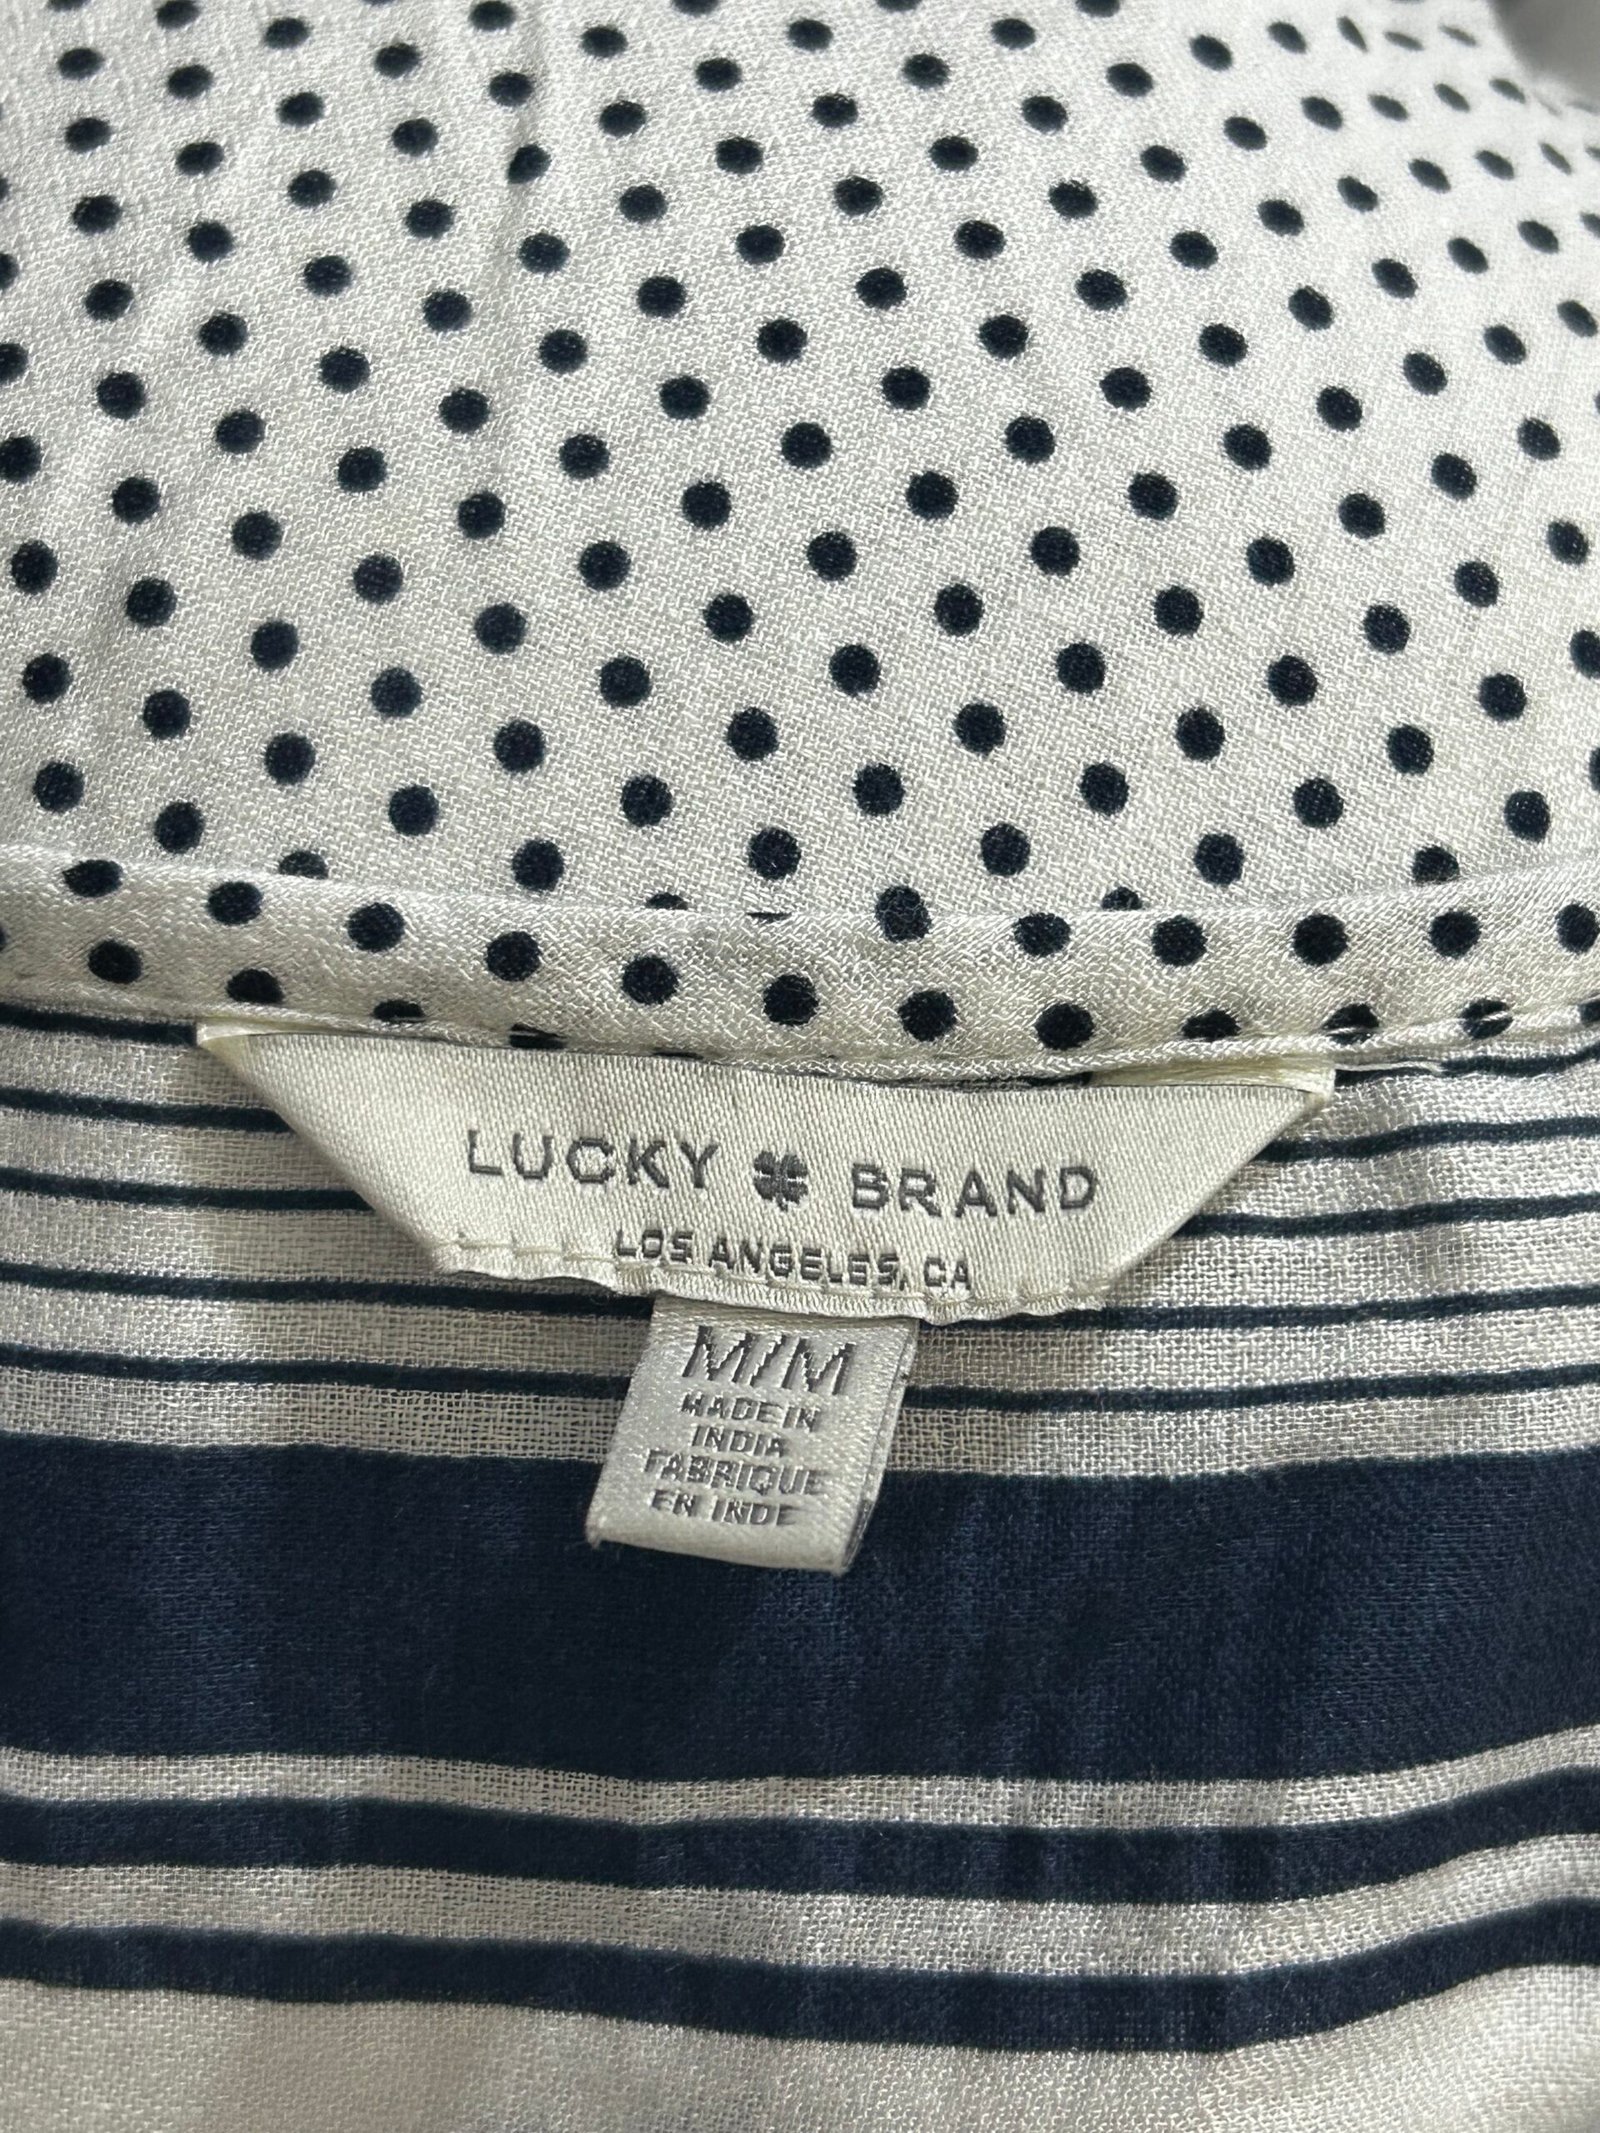 LUCKY BRAND
LOS ANGELES, CA
M/M
MADE IN
INDIA
FABRIQUE
EN INDE